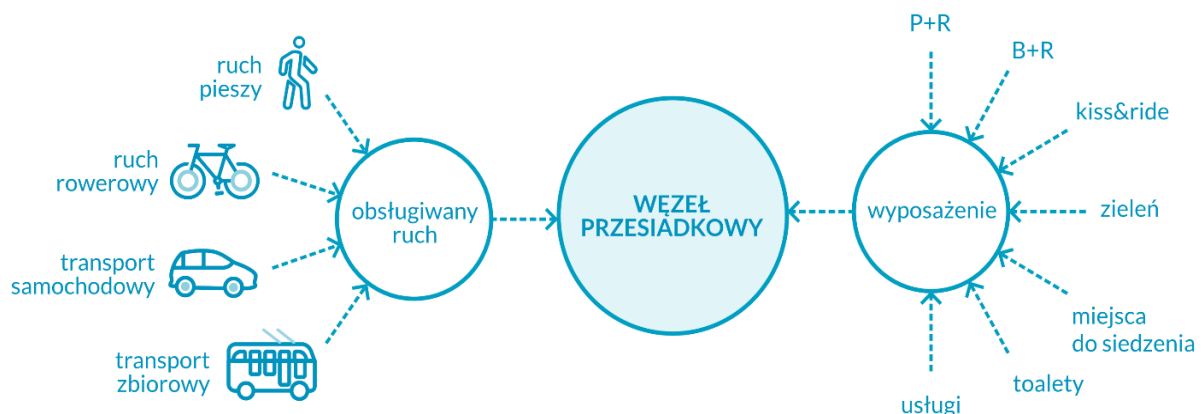 ruch
pieszy
ruch
rowerowy
transport
samochodowy
transport
zbiorowy
obsługiwany
ruch
WĘZEŁ
PRZESIADKOWY
wyposażenie
P+R
B+R
kiss&ride
zieleń
miejsca
do siedzenia
toalety
usługi